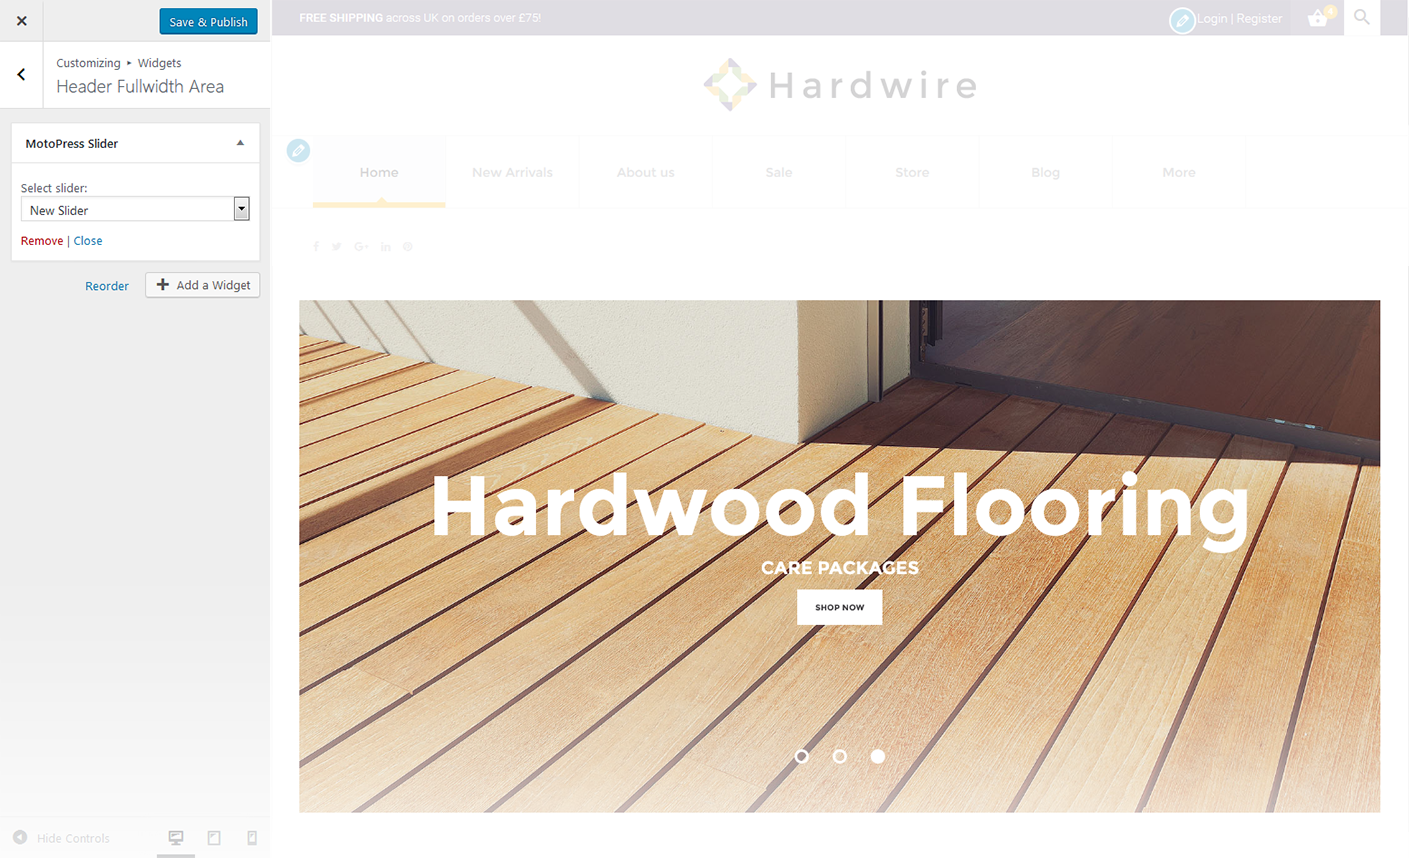 Save & Publish
Customizing ▸ Widgets
Header Fullwidth Area
MotoPress Slider
Select slider:
New Slider
Remove | Close
Reorder
Add a Widget
Hide Controls
FREE SHIPPING across UK on orders over £75!
Login | Register
4
Hardwire
Home
New Arrivals
About us
Sale
Store
Blog
More
Hardwood Flooring
CARE PACKAGES
SHOP NOW